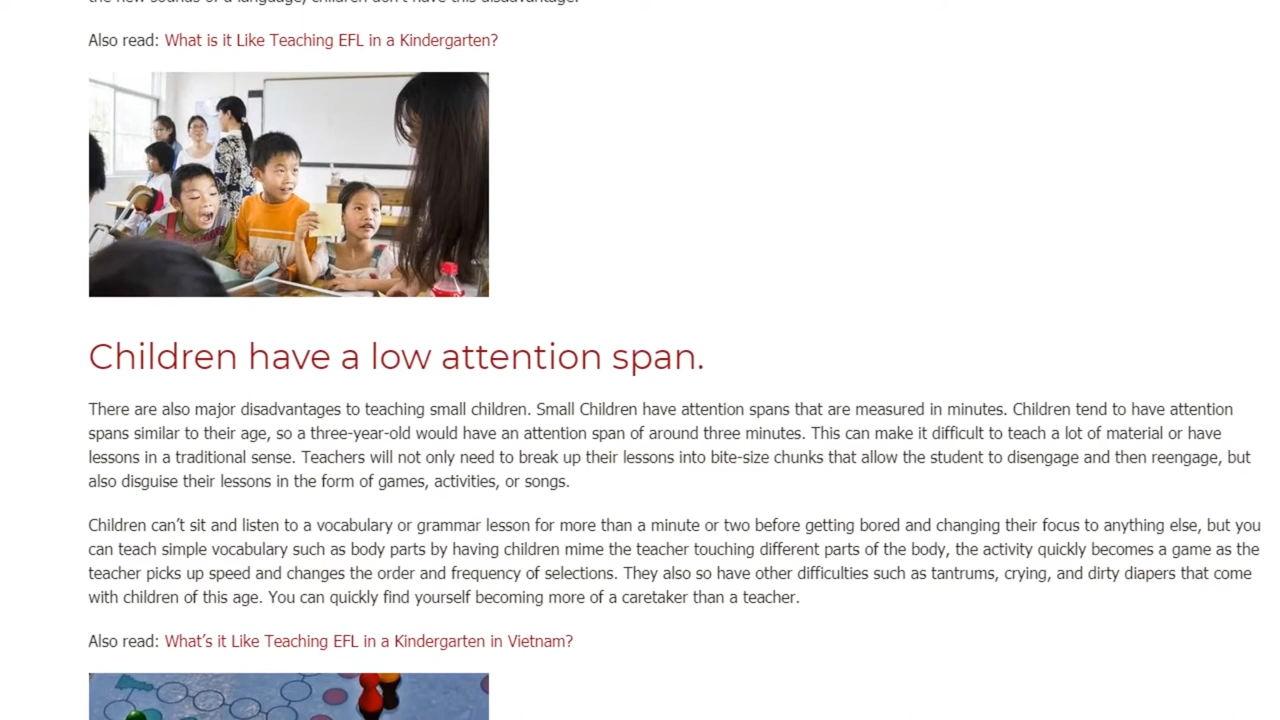 Also read: What is it Like Teaching EFL in a Kindergarten?
Children have a low attention span.
There are also major disadvantages to teaching small children. Small Children have attention spans that are measured in minutes. Children tend to have attention
spans similar to their age, so a three-year-old would have an attention span of around three minutes. This can make it difficult to teach a lot of material or have
lessons in a traditional sense. Teachers will not only need to break up their lessons into bite-size chunks that allow the student to disengage and then reengage, but
also disguise their lessons in the form of games, activities, or songs.
Children can’t sit and listen to a vocabulary or grammar lesson for more than a minute or two before getting bored and changing their focus to anything else, but you
can teach simple vocabulary such as body parts by having children mime the teacher touching different parts of the body, the activity quickly becomes a game as the
teacher picks up speed and changes the order and frequency of selections. They also so have other difficulties such as tantrums, crying, and dirty diapers that come
with children of this age. You can quickly find yourself becoming more of a caretaker than a teacher.
Also read: What’s it Like Teaching EFL in a Kindergarten in Vietnam?